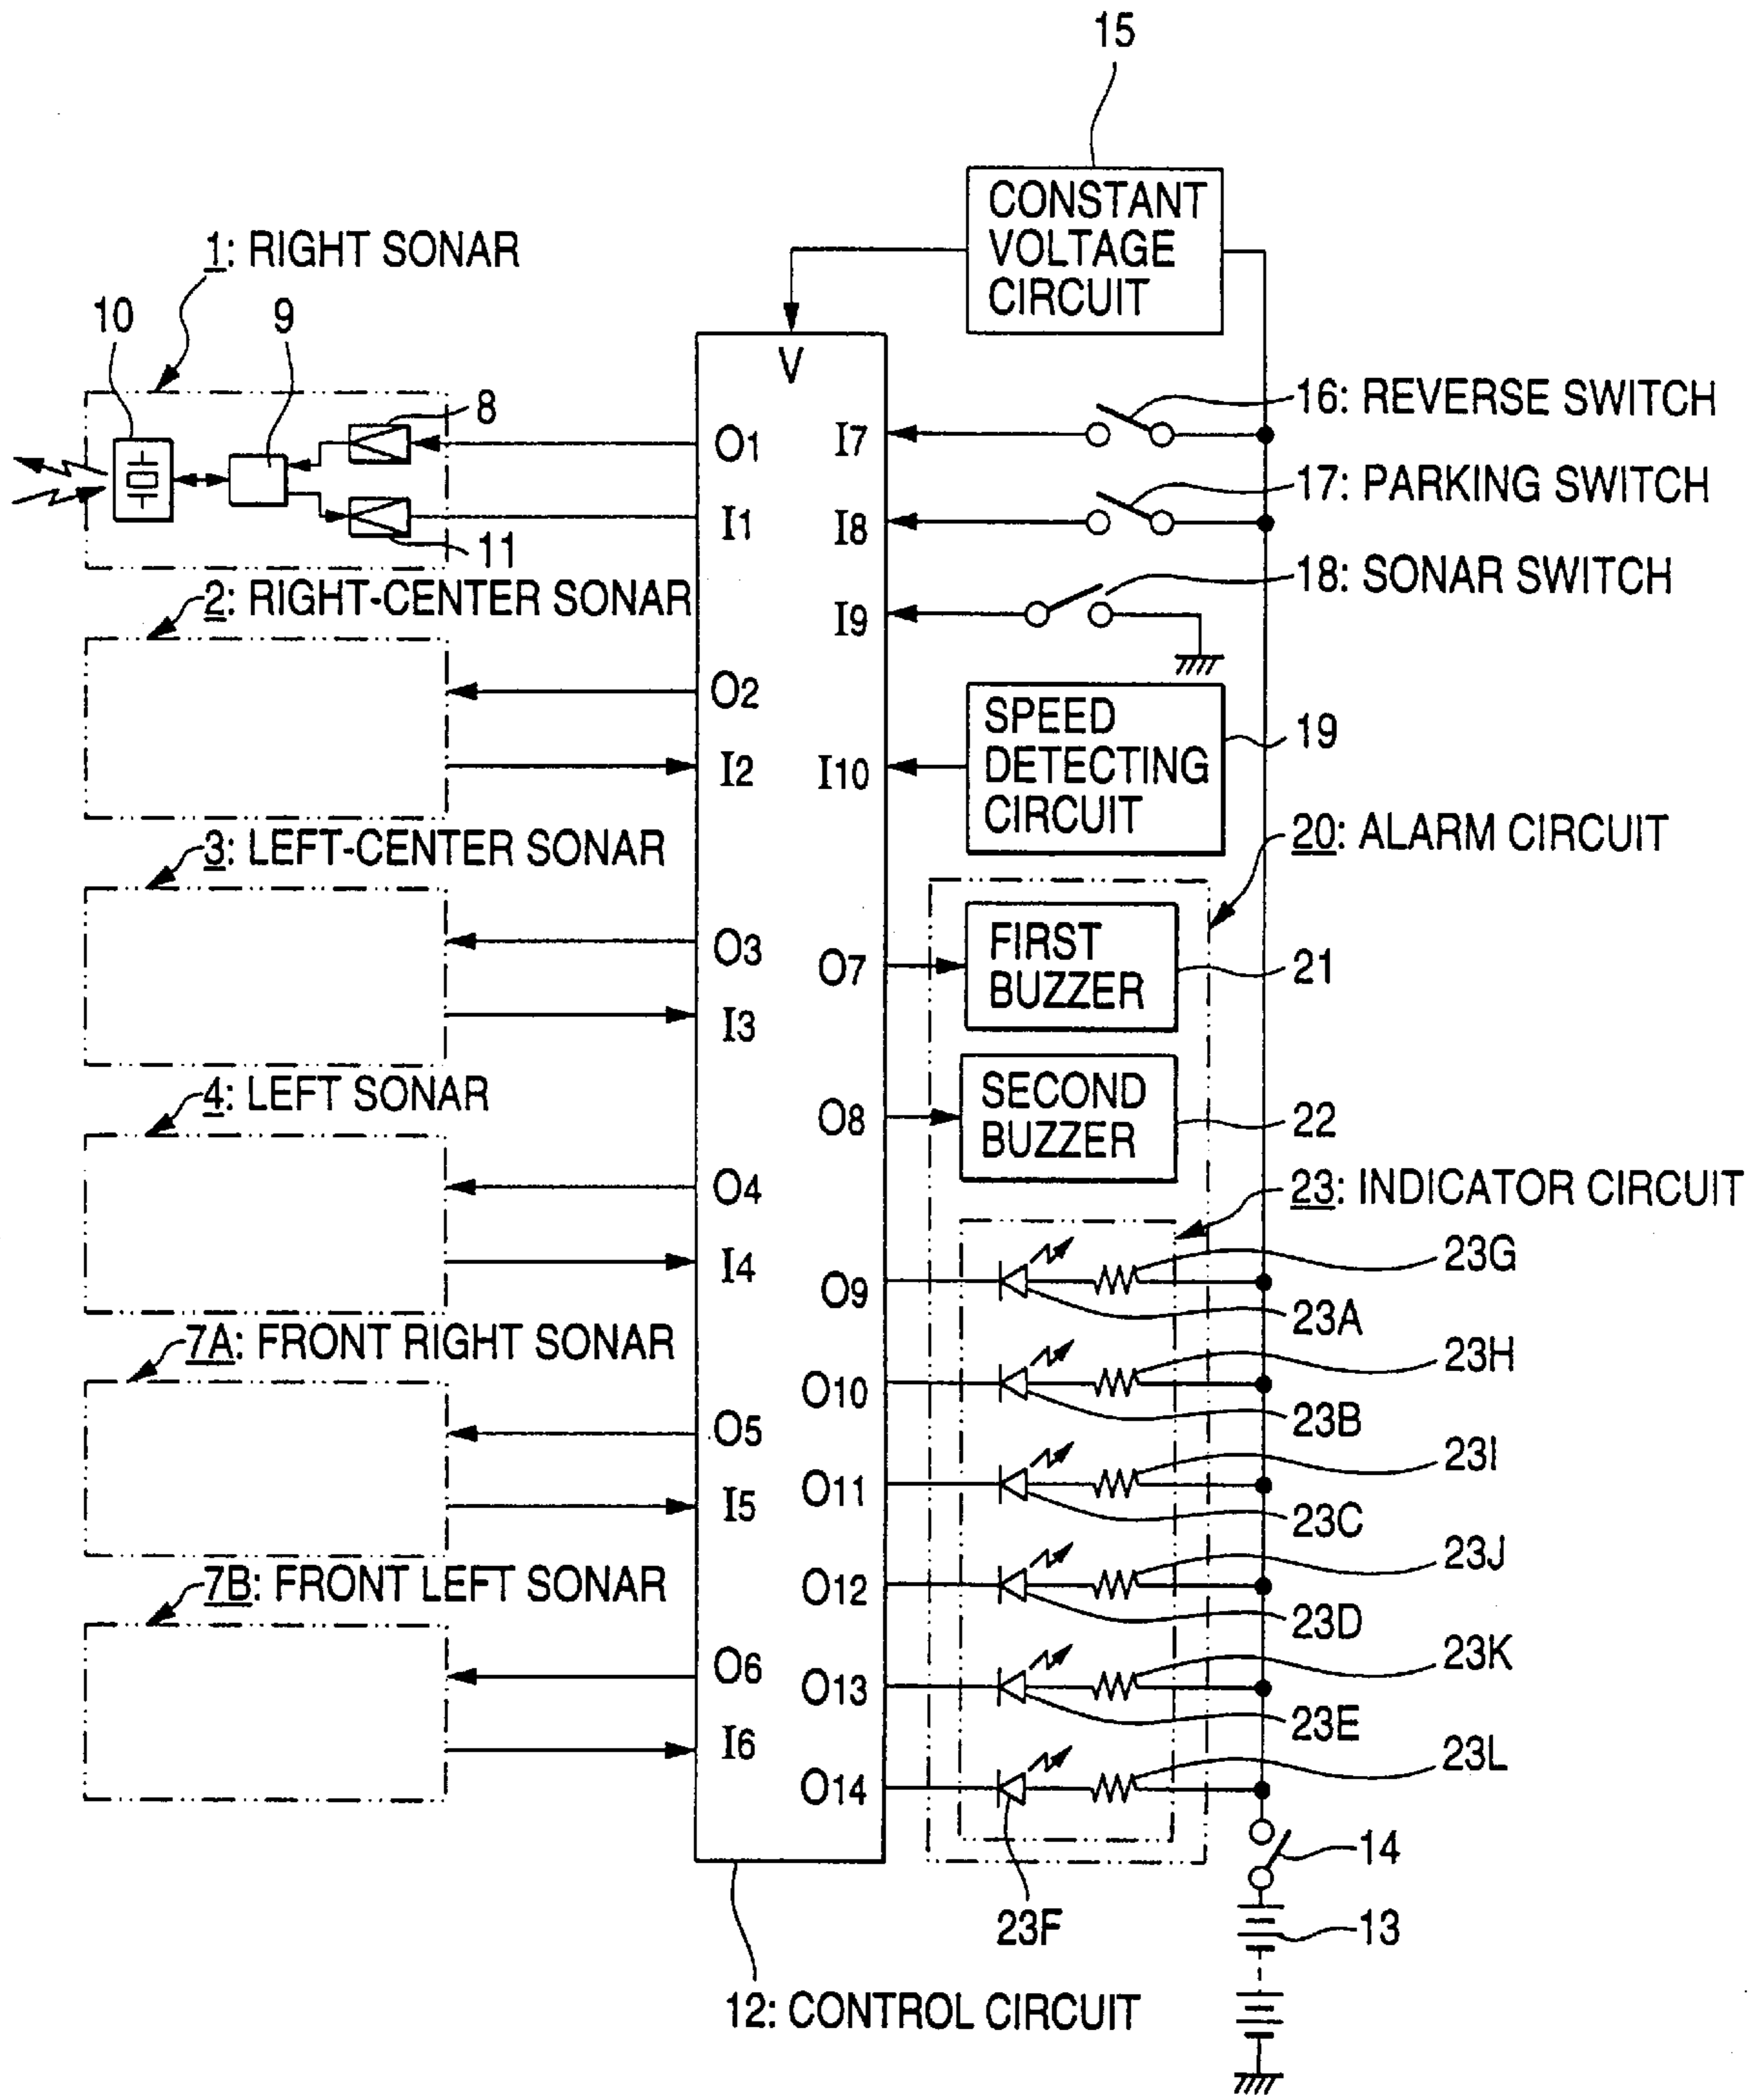 15
CONSTANT
VOLTAGE
CIRCUIT
1: RIGHT SONAR
10
9
8
11
V
O1
I1
I7
16: REVERSE SWITCH
I8
17: PARKING SWITCH
I9
18: SONAR SWITCH
2: RIGHT-CENTER SONAR
O2
I2
I10
SPEED
DETECTING
CIRCUIT
19
20: ALARM CIRCUIT
3: LEFT-CENTER SONAR
O3
I3
O7
FIRST
BUZZER
21
4: LEFT SONAR
O4
I4
O8
SECOND
BUZZER
22
23: INDICATOR CIRCUIT
O9
23G
23A
7A: FRONT RIGHT SONAR
O5
I5
O10
23H
23B
O11
23I
23C
7B: FRONT LEFT SONAR
O6
I6
O12
23J
23D
O13
23K
23E
O14
23L
23F
14
13
12: CONTROL CIRCUIT